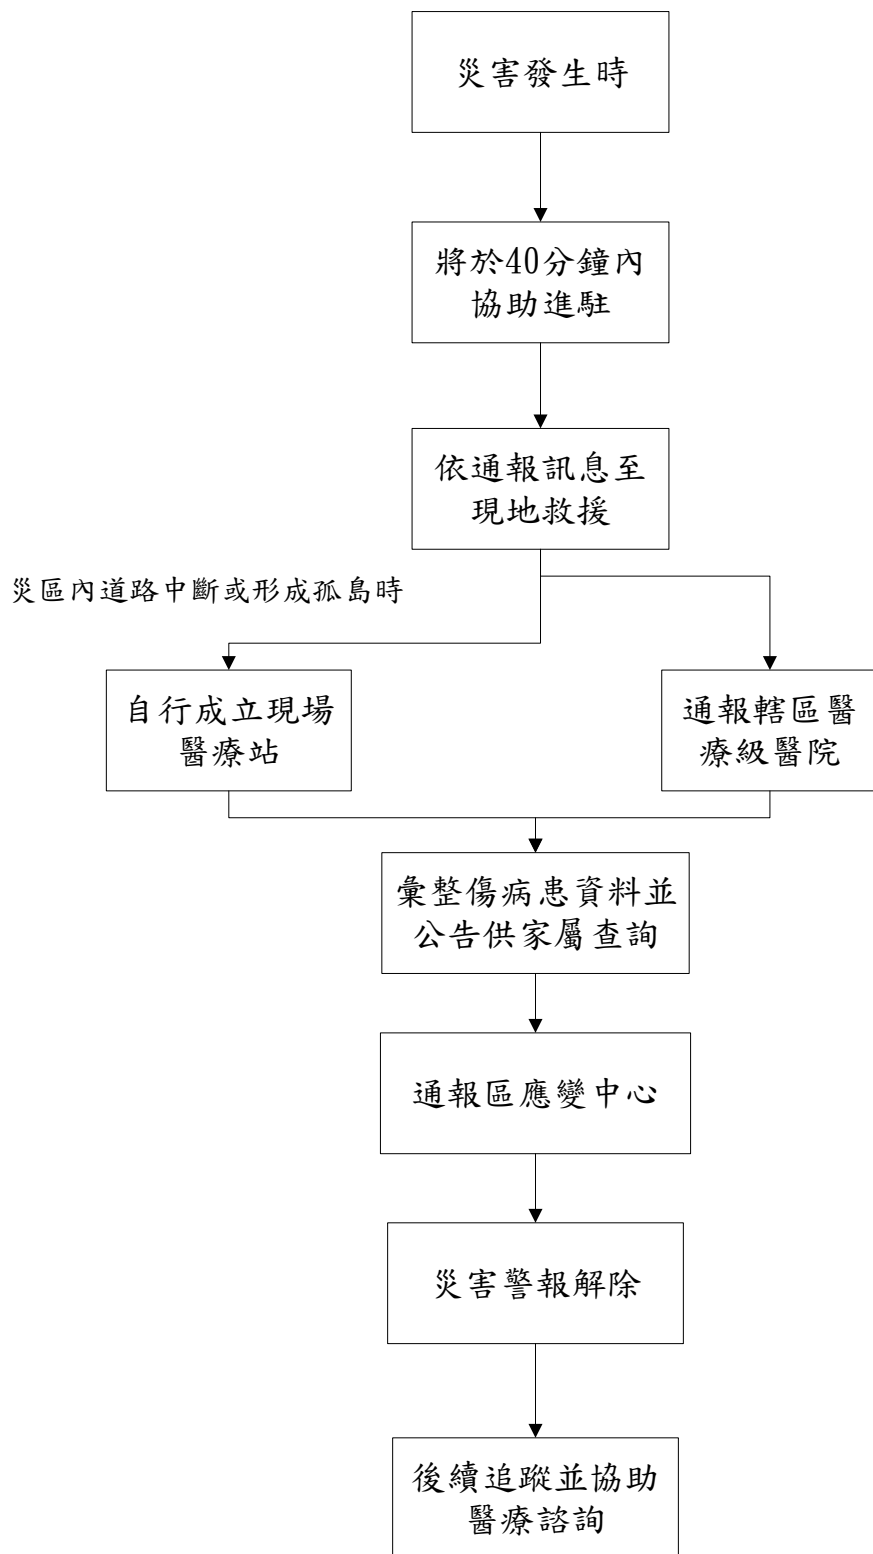 災害發生時
將於40分鐘內
協助進駐
依通報訊息至
現地救援
災區內道路中斷或形成孤島時
自行成立現場
醫療站
通報轄區醫
療級醫院
彙整傷病患資料並
公告供家屬查詢
通報區應變中心
災害警報解除
後續追蹤並協助
醫療諮詢